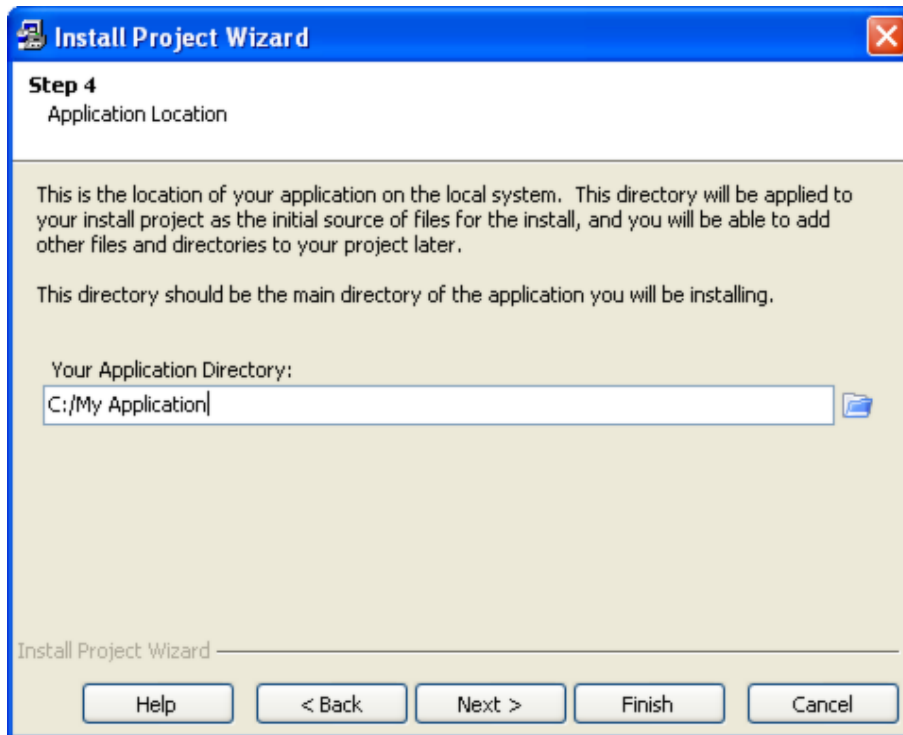 Install Project Wizard
Step 4
Application Location
This is the location of your application on the local system.  This directory will be applied to
your install project as the initial source of files for the install, and you will be able to add
other files and directories to your project later.
This directory should be the main directory of the application you will be installing.
Your Application Directory:
C:/My Application
Install Project Wizard
Help
< Back
Next >
Finish
Cancel